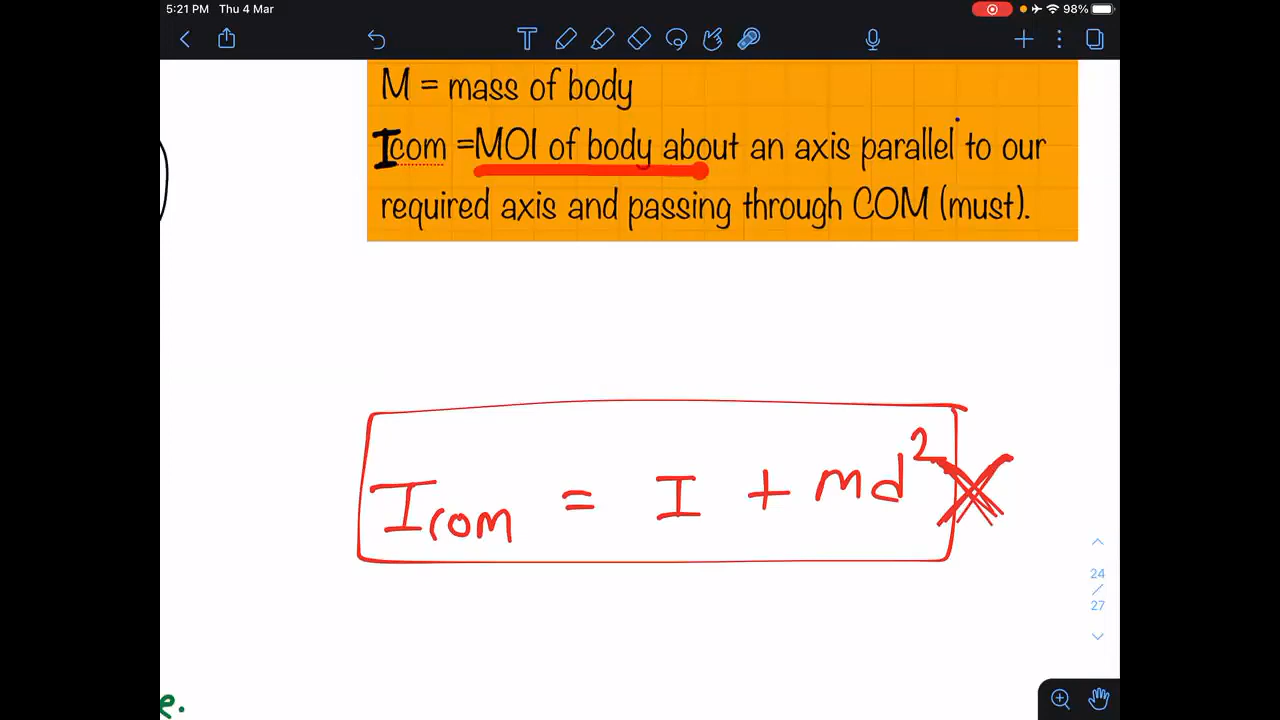 5:21 PM Thu 4 Mar 98%
M = mass of body
Icom =MOI of body about an axis parallel to our
required axis and passing through COM (must).
Icom = I + md²
24
/
27
e.